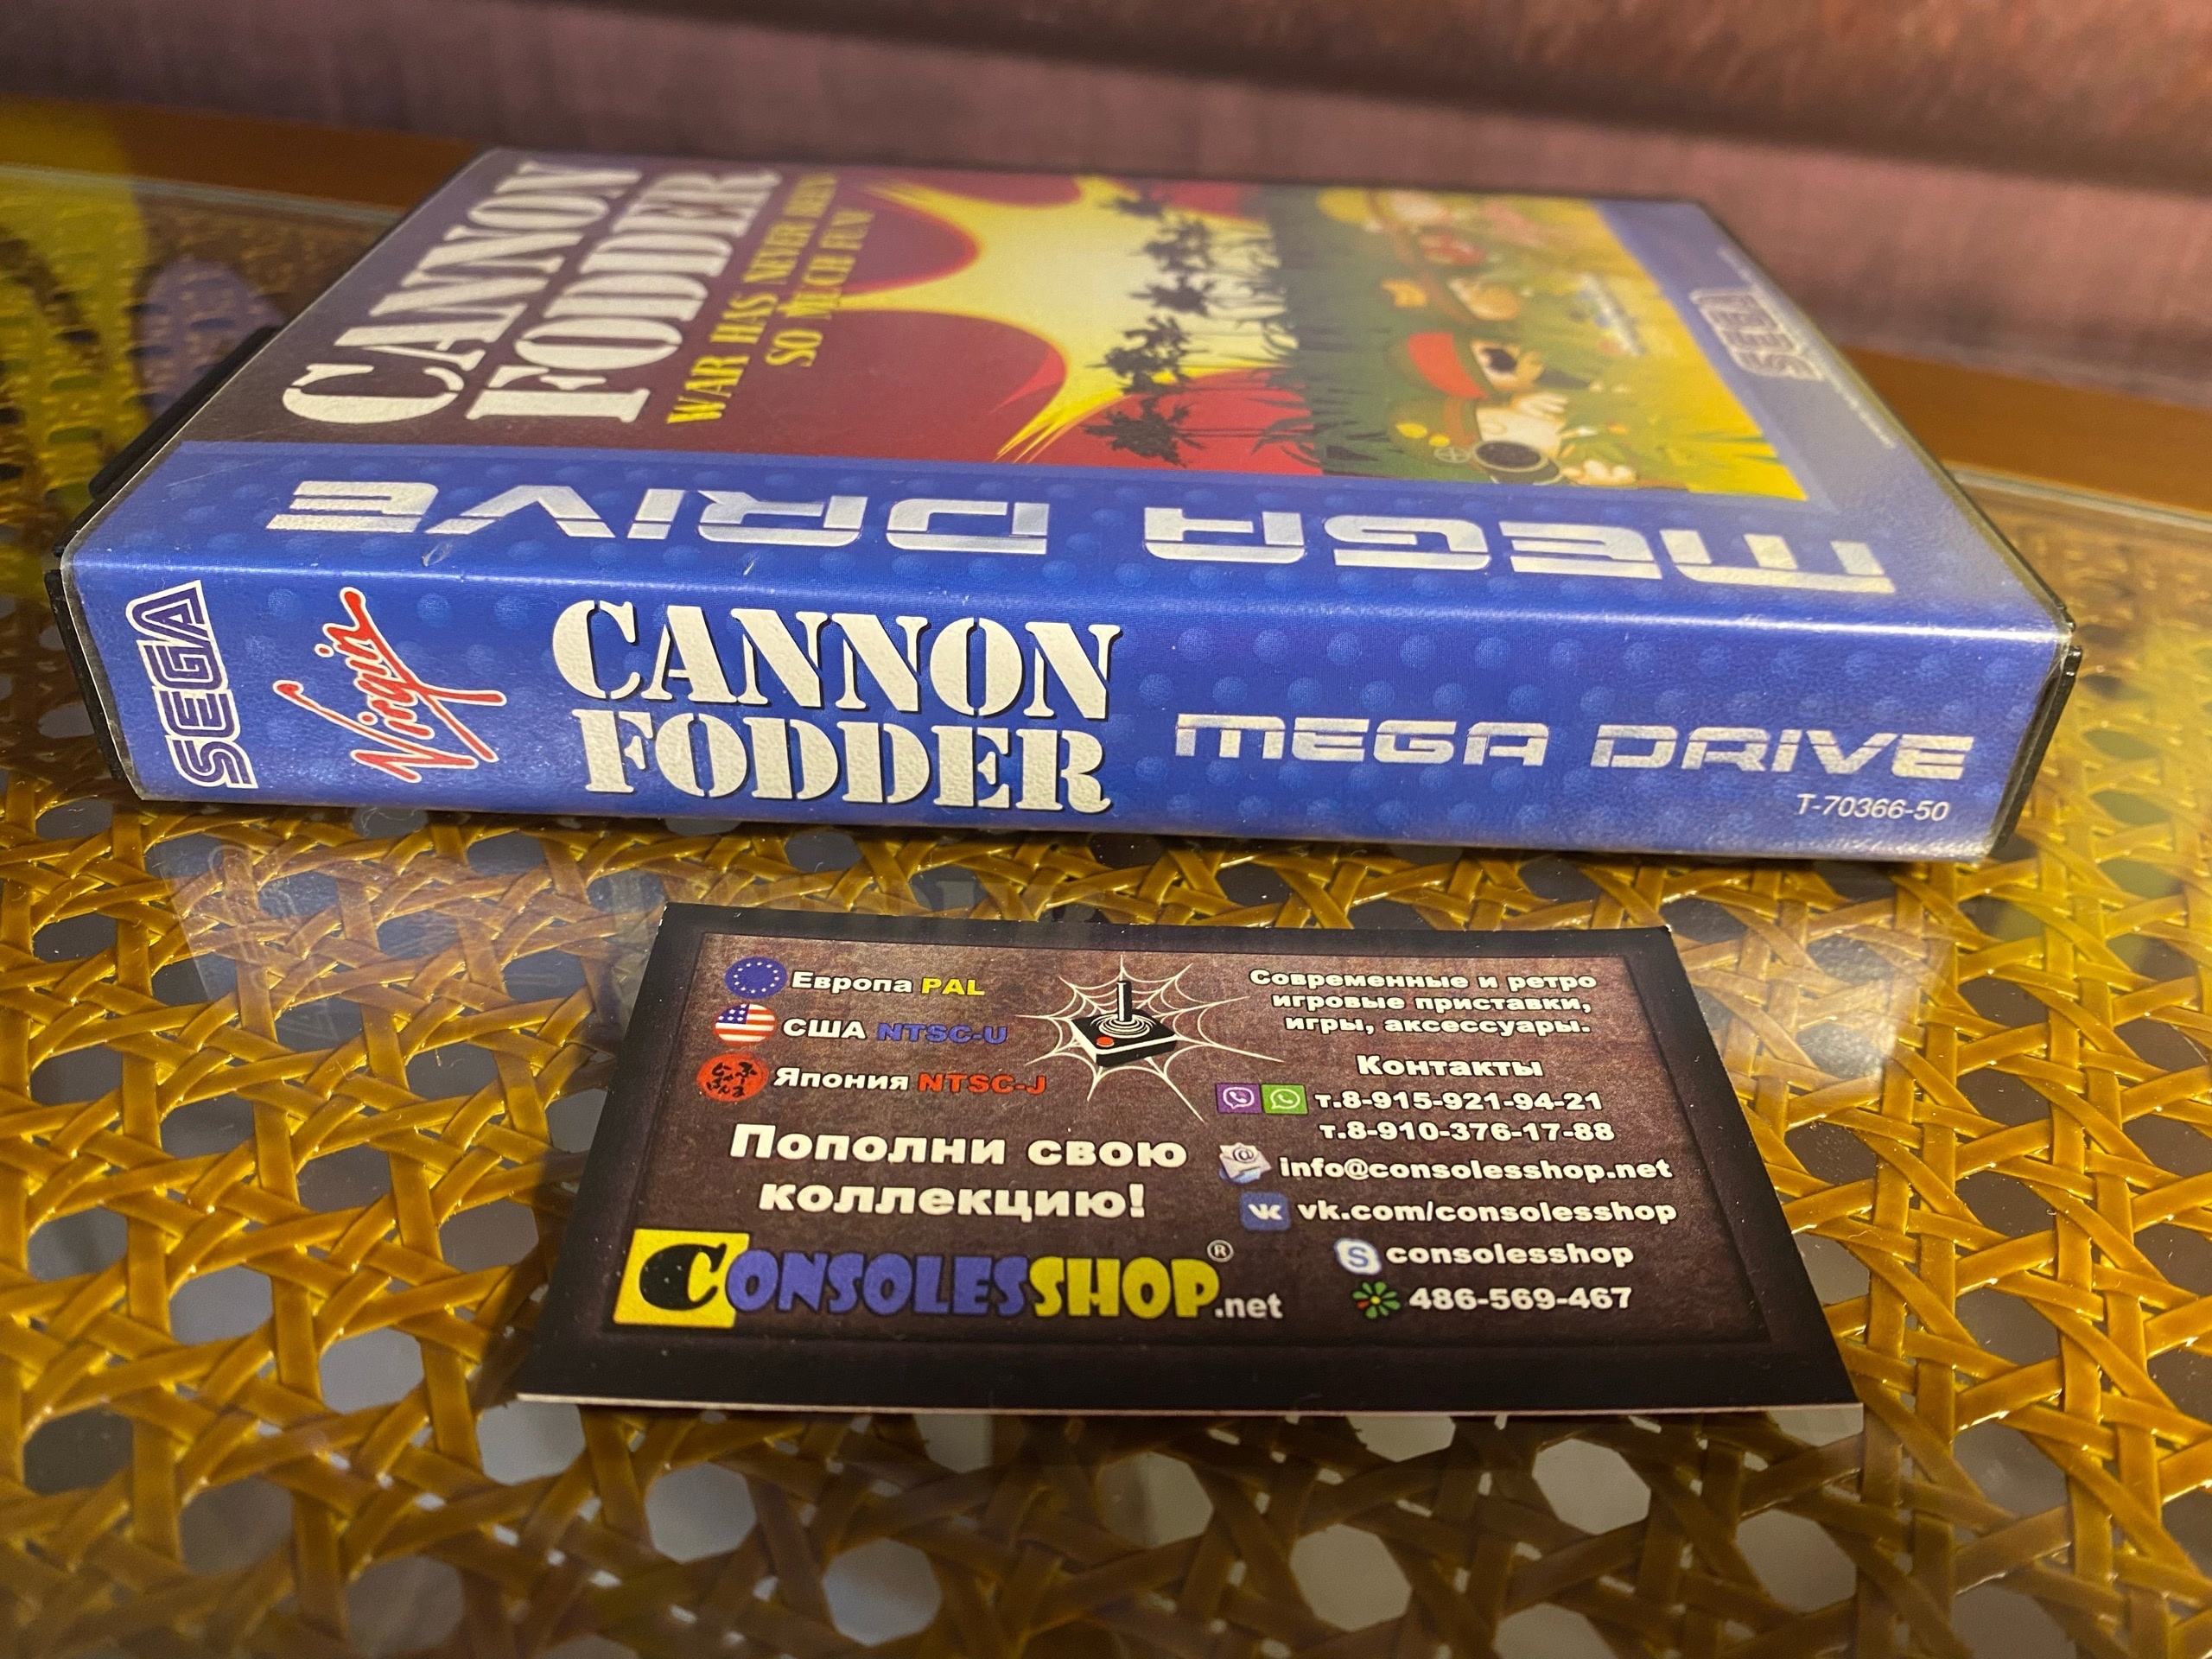 CANNON
FODDER
WAR HAS NEVER BEEN
SO MUCH FUN
SEGA
MEGA DRIVE
SEGA
Virgin
CANNON
FODDER
MEGA DRIVE
T-70366-50
Европа PAL
США NTSC-U
Япония NTSC-J
Пополни свою
коллекцию!
CONSOLESSHOP®.net
Современные и ретро
игровые приставки,
игры, аксессуары.
Контакты
т.8-915-921-94-21
т.8-910-376-17-88
info@consolesshop.net
vk.com/consolesshop
consolesshop
486-569-467